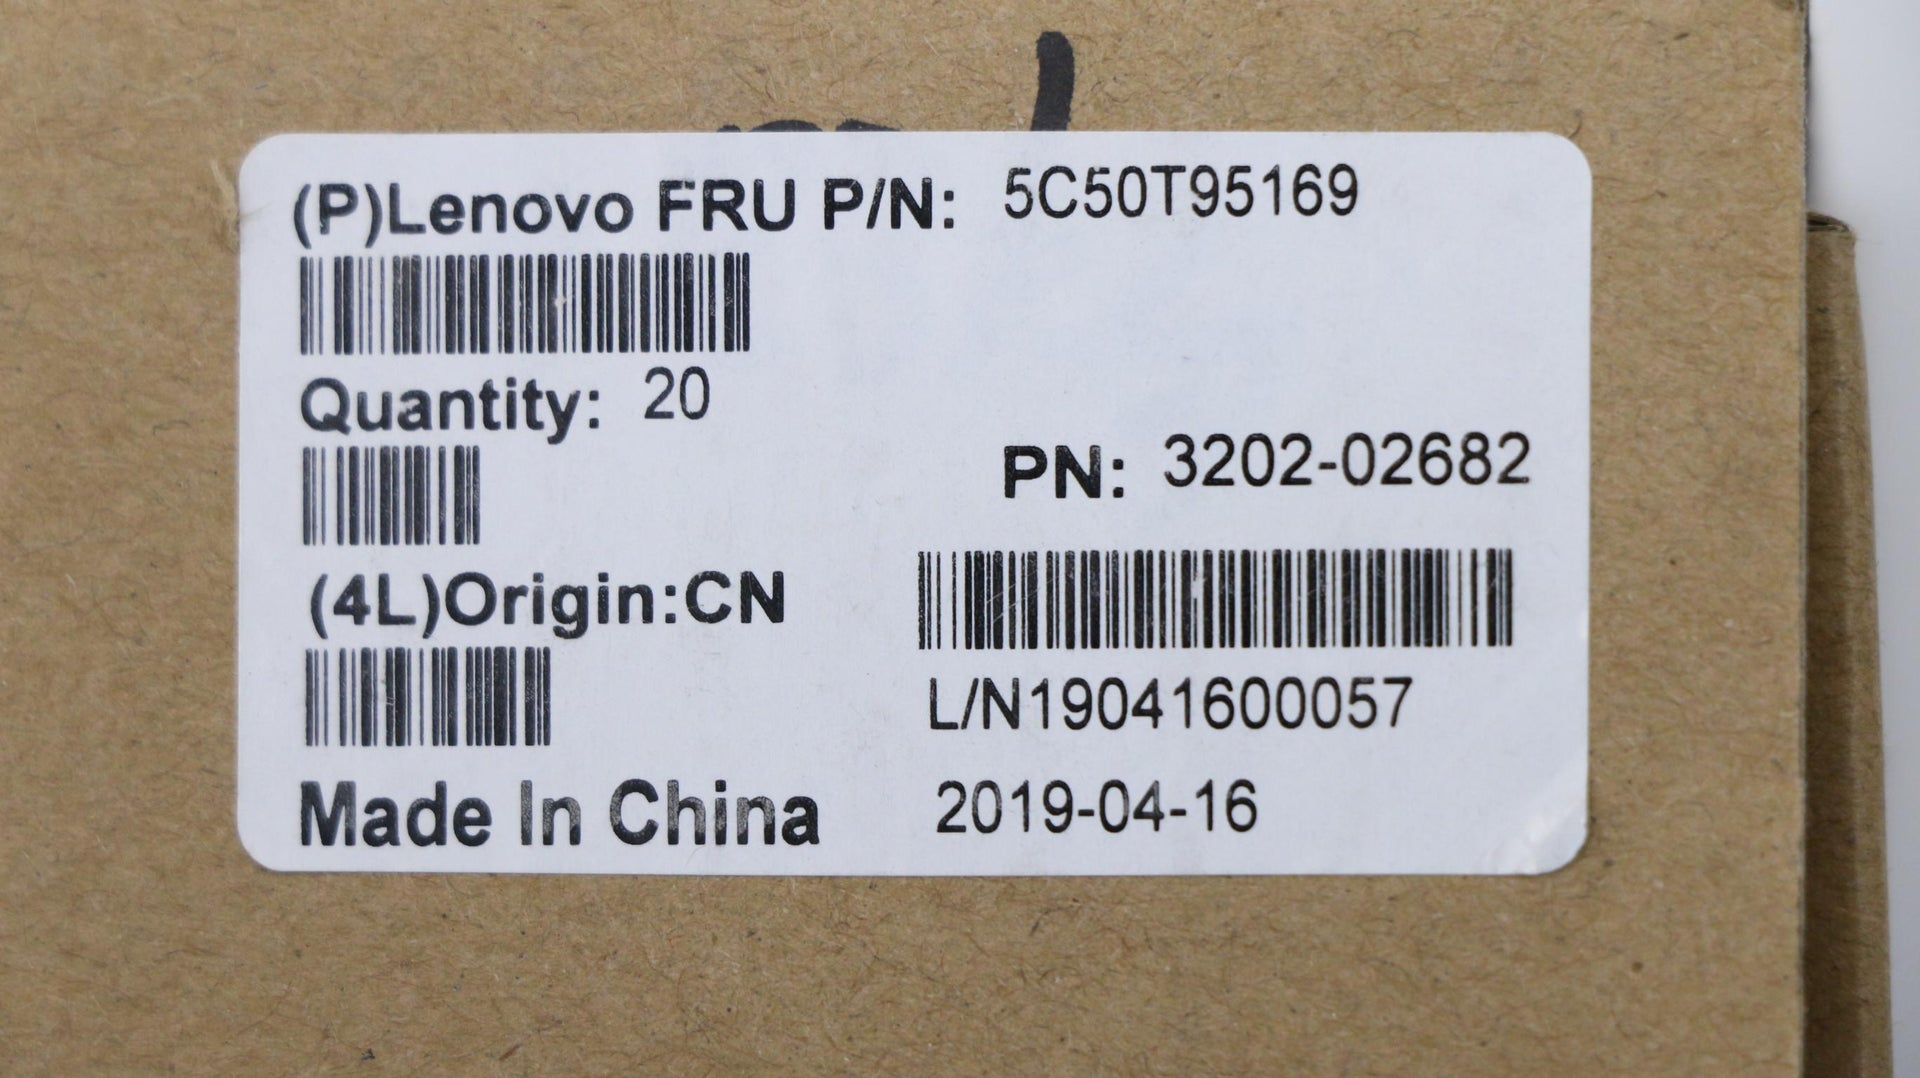 (P)Lenovo FRU P/N: 5C50T95169
Quantity: 20
PN: 3202-02682
(4L)Origin:CN
L/N19041600057
Made In China 2019-04-16